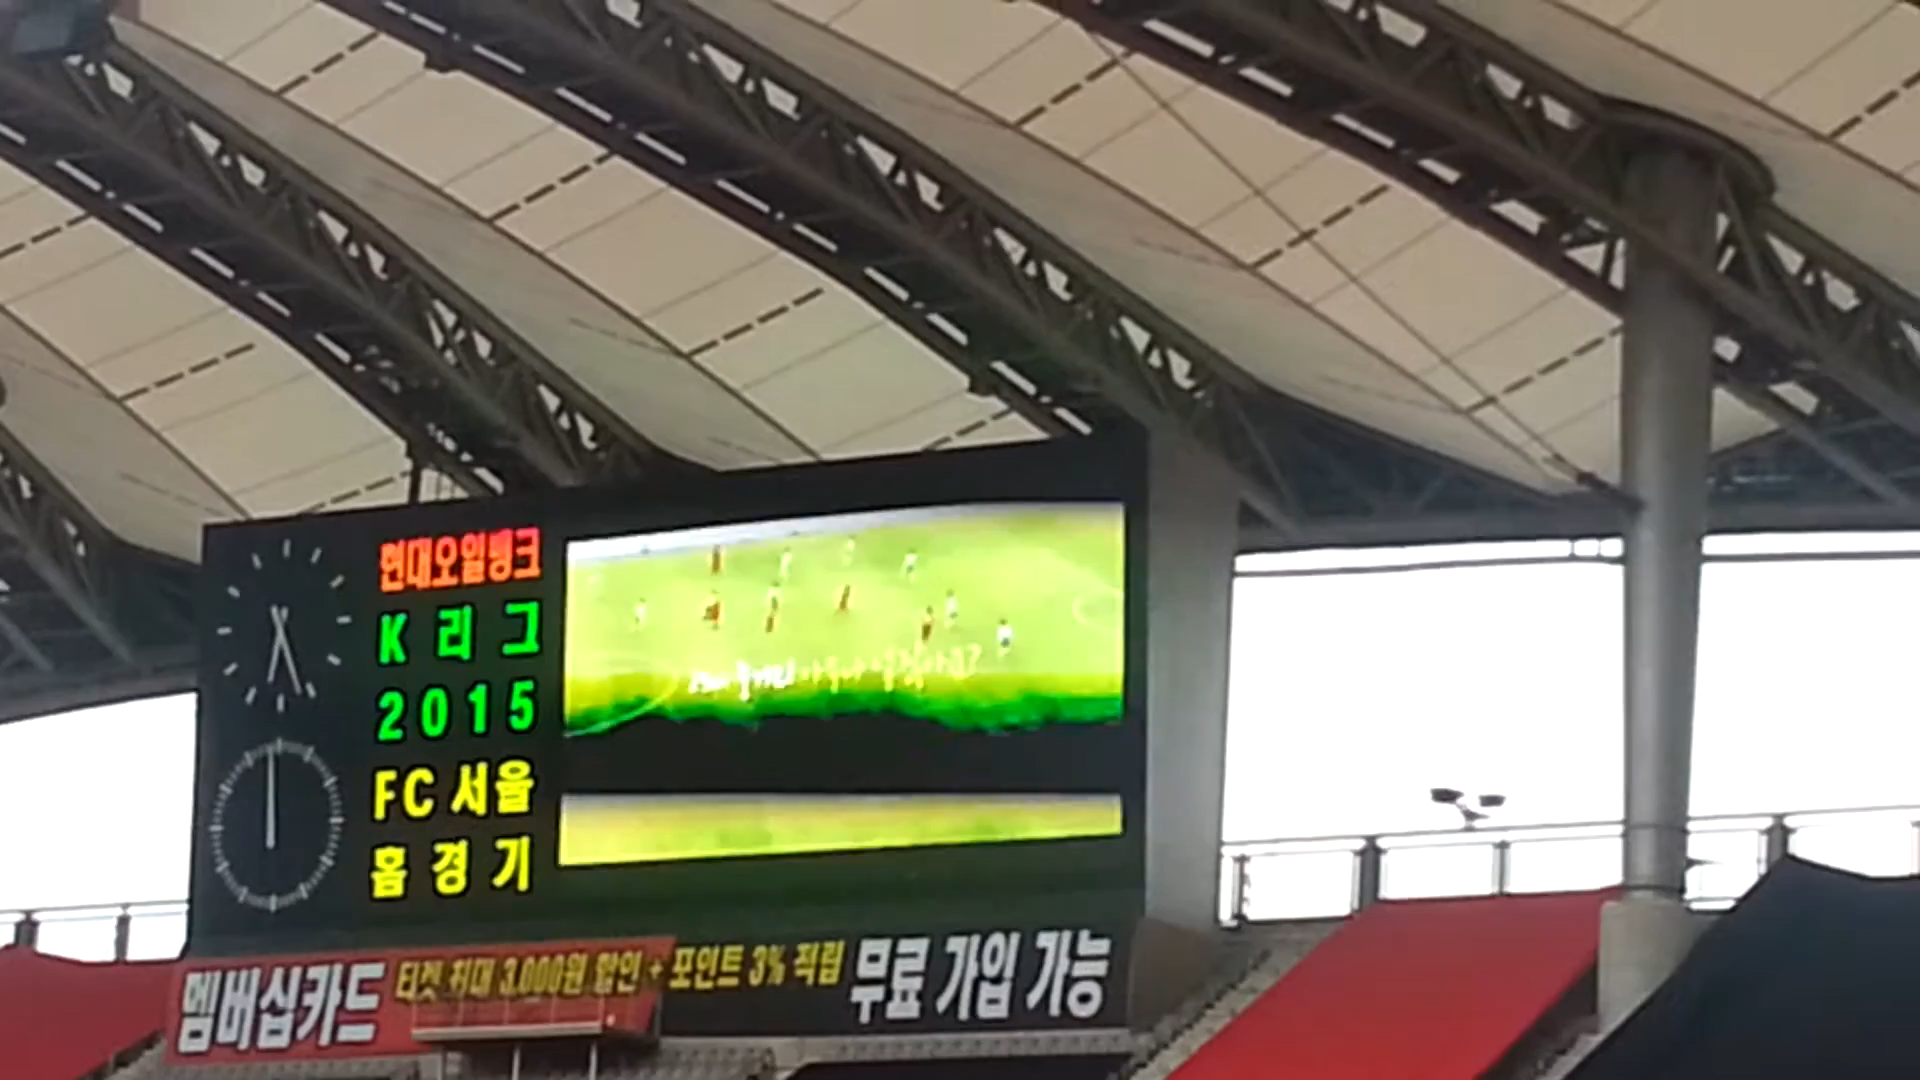 현대오일뱅크
K 리 그
2 0 1 5
FC 서울
홈 경 기
멤버십카드 티켓 최대 3,000원 할인 + 포인트 3% 적립 무료 가입 가능